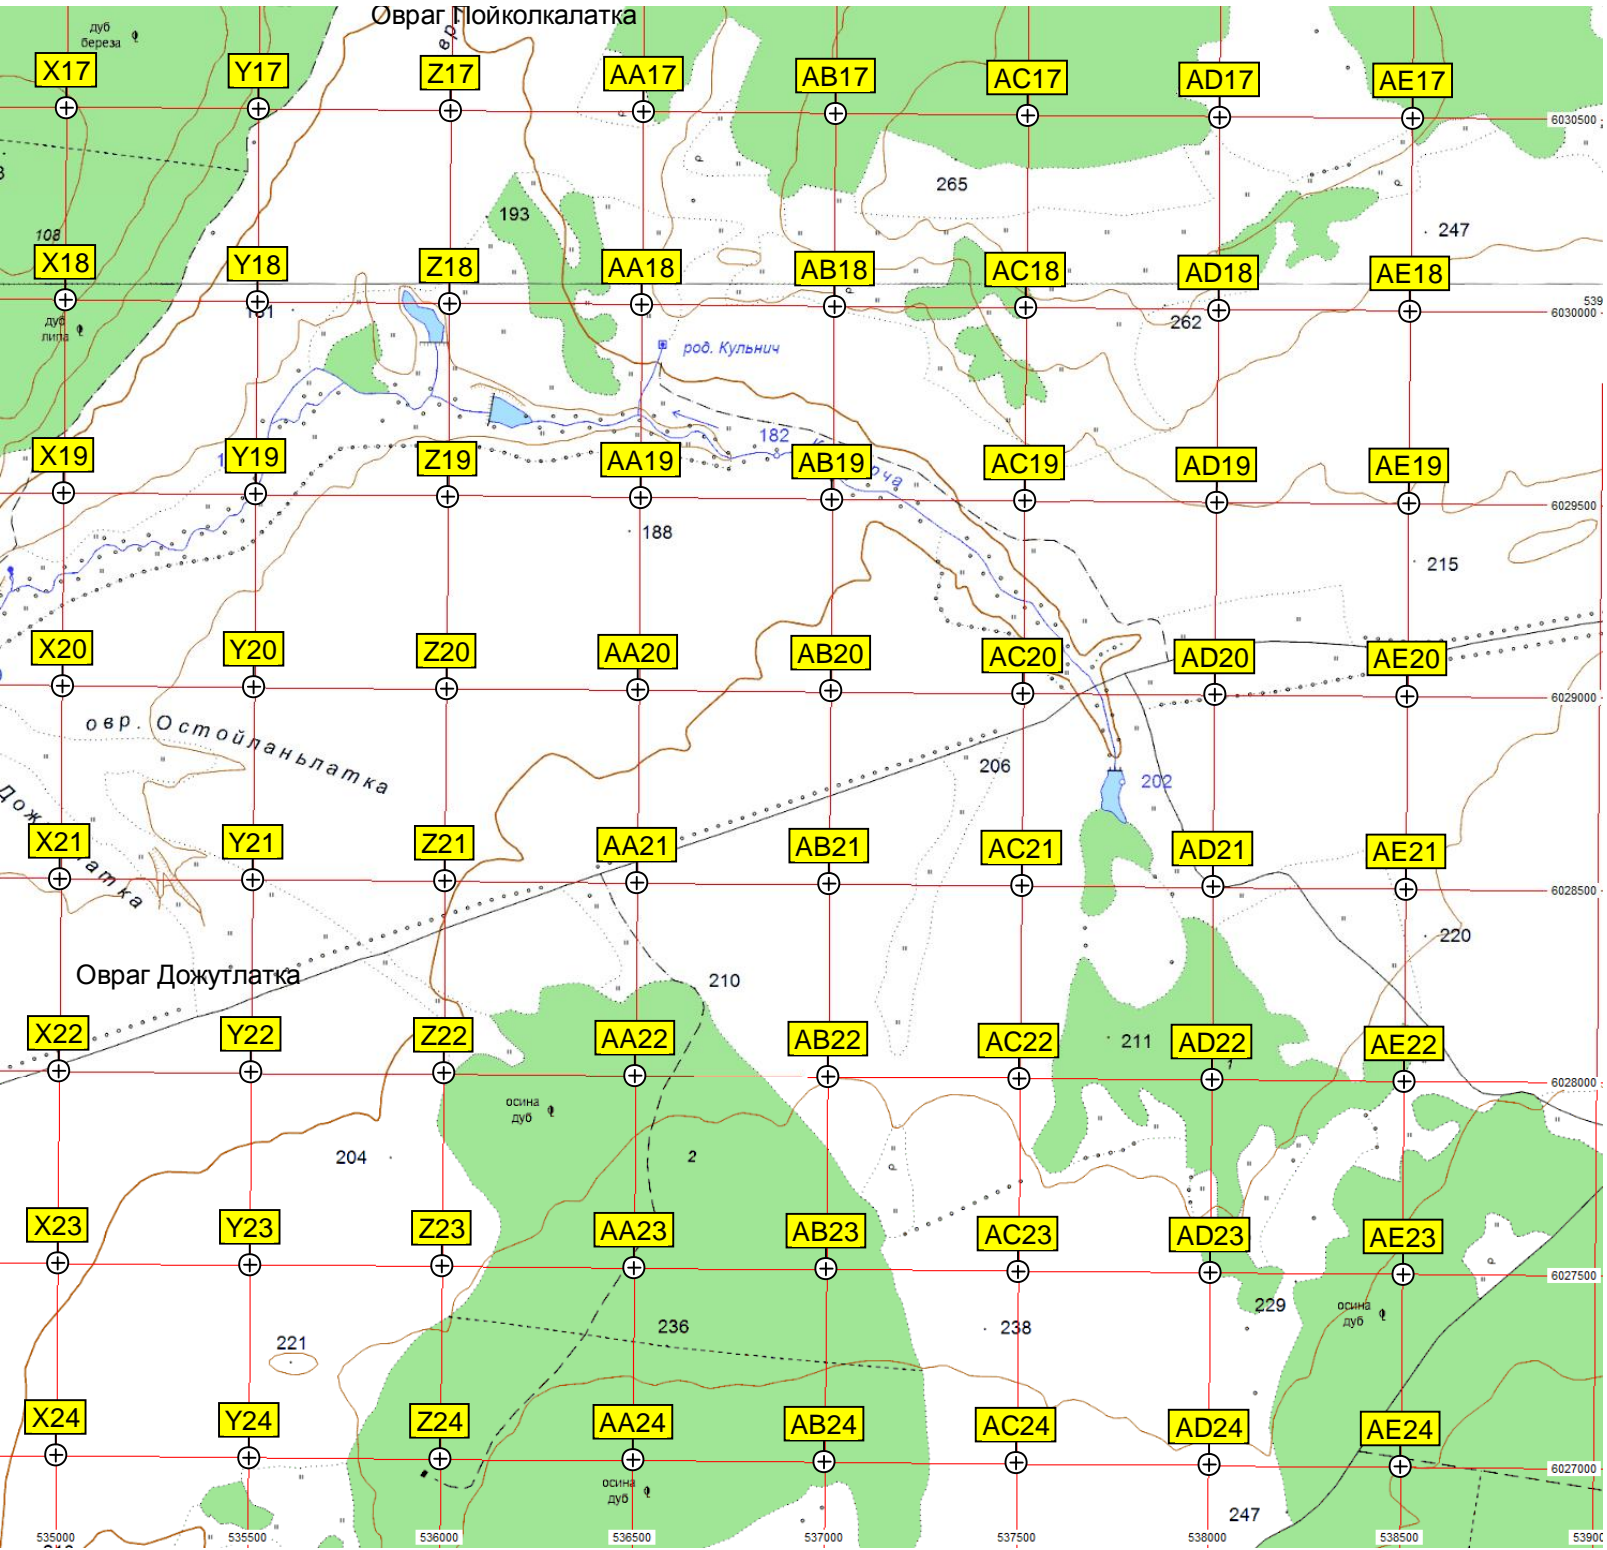 Овраг Пойколкалатка
дуб
береза
X17 Y17 Z17 AA17 AB17 AC17 AD17 AE17
6030500
265
193
247
108
X18 Y18 Z18 AA18 AB18 AC18 AD18 AE18
6030000
262
дуб
липа
род. Кульнич
182
X19 Y19 Z19 AA19 AB19 AC19 AD19 AE19
6029500
188
215
X20 Y20 Z20 AA20 AB20 AC20 AD20 AE20
6029000
овр. Остойланьлатка
206
202
X21 Y21 Z21 AA21 AB21 AC21 AD21 AE21
6028500
220
Овраг Дожутлатка
210
X22 Y22 Z22 AA22 AB22 AC22 AD22 AE22
211
6028000
осина
дуб
204
2
X23 Y23 Z23 AA23 AB23 AC23 AD23 AE23
6027500
229
осина
дуб
236
238
221
X24 Y24 Z24 AA24 AB24 AC24 AD24 AE24
6027000
осина
дуб
247
535000 535500 536000 536500 537000 537500 538000 538500